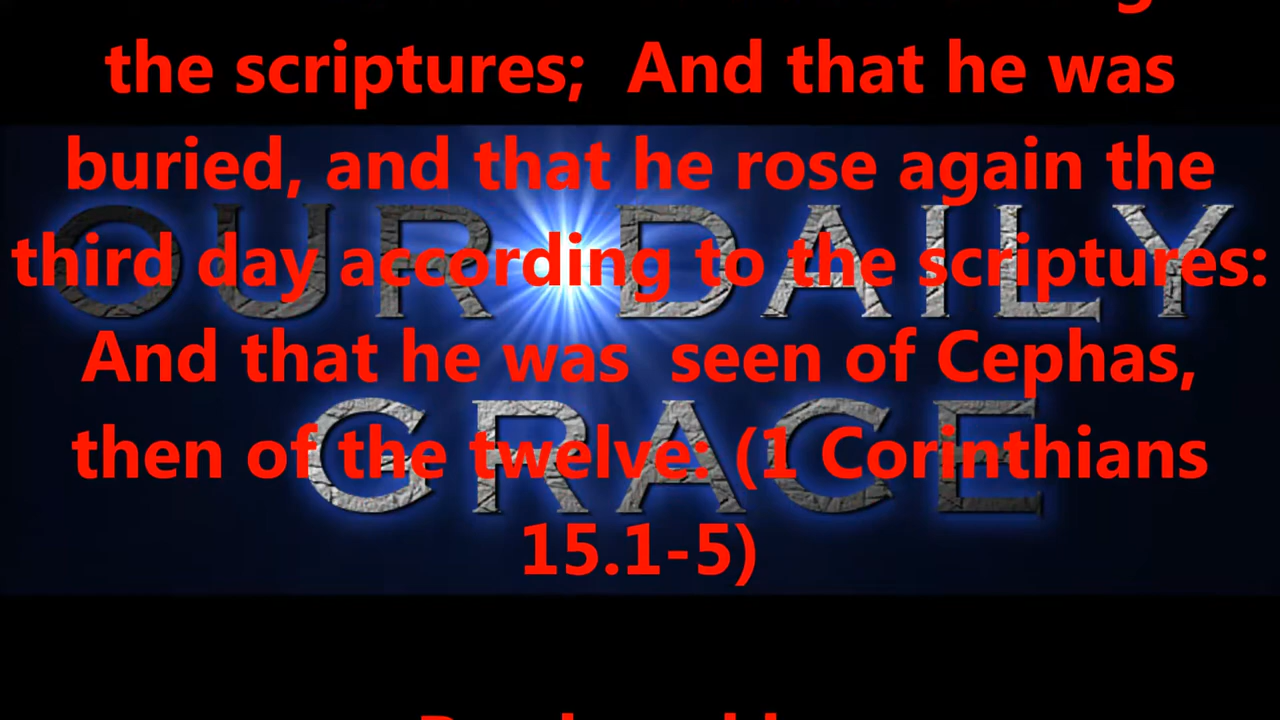 the scriptures; And that he was
buried, and that he rose again the
third day according to the scriptures:
And that he was seen of Cephas,
then of the twelve: (1 Corinthians
15.1-5)
OUR DAILY
GRACE